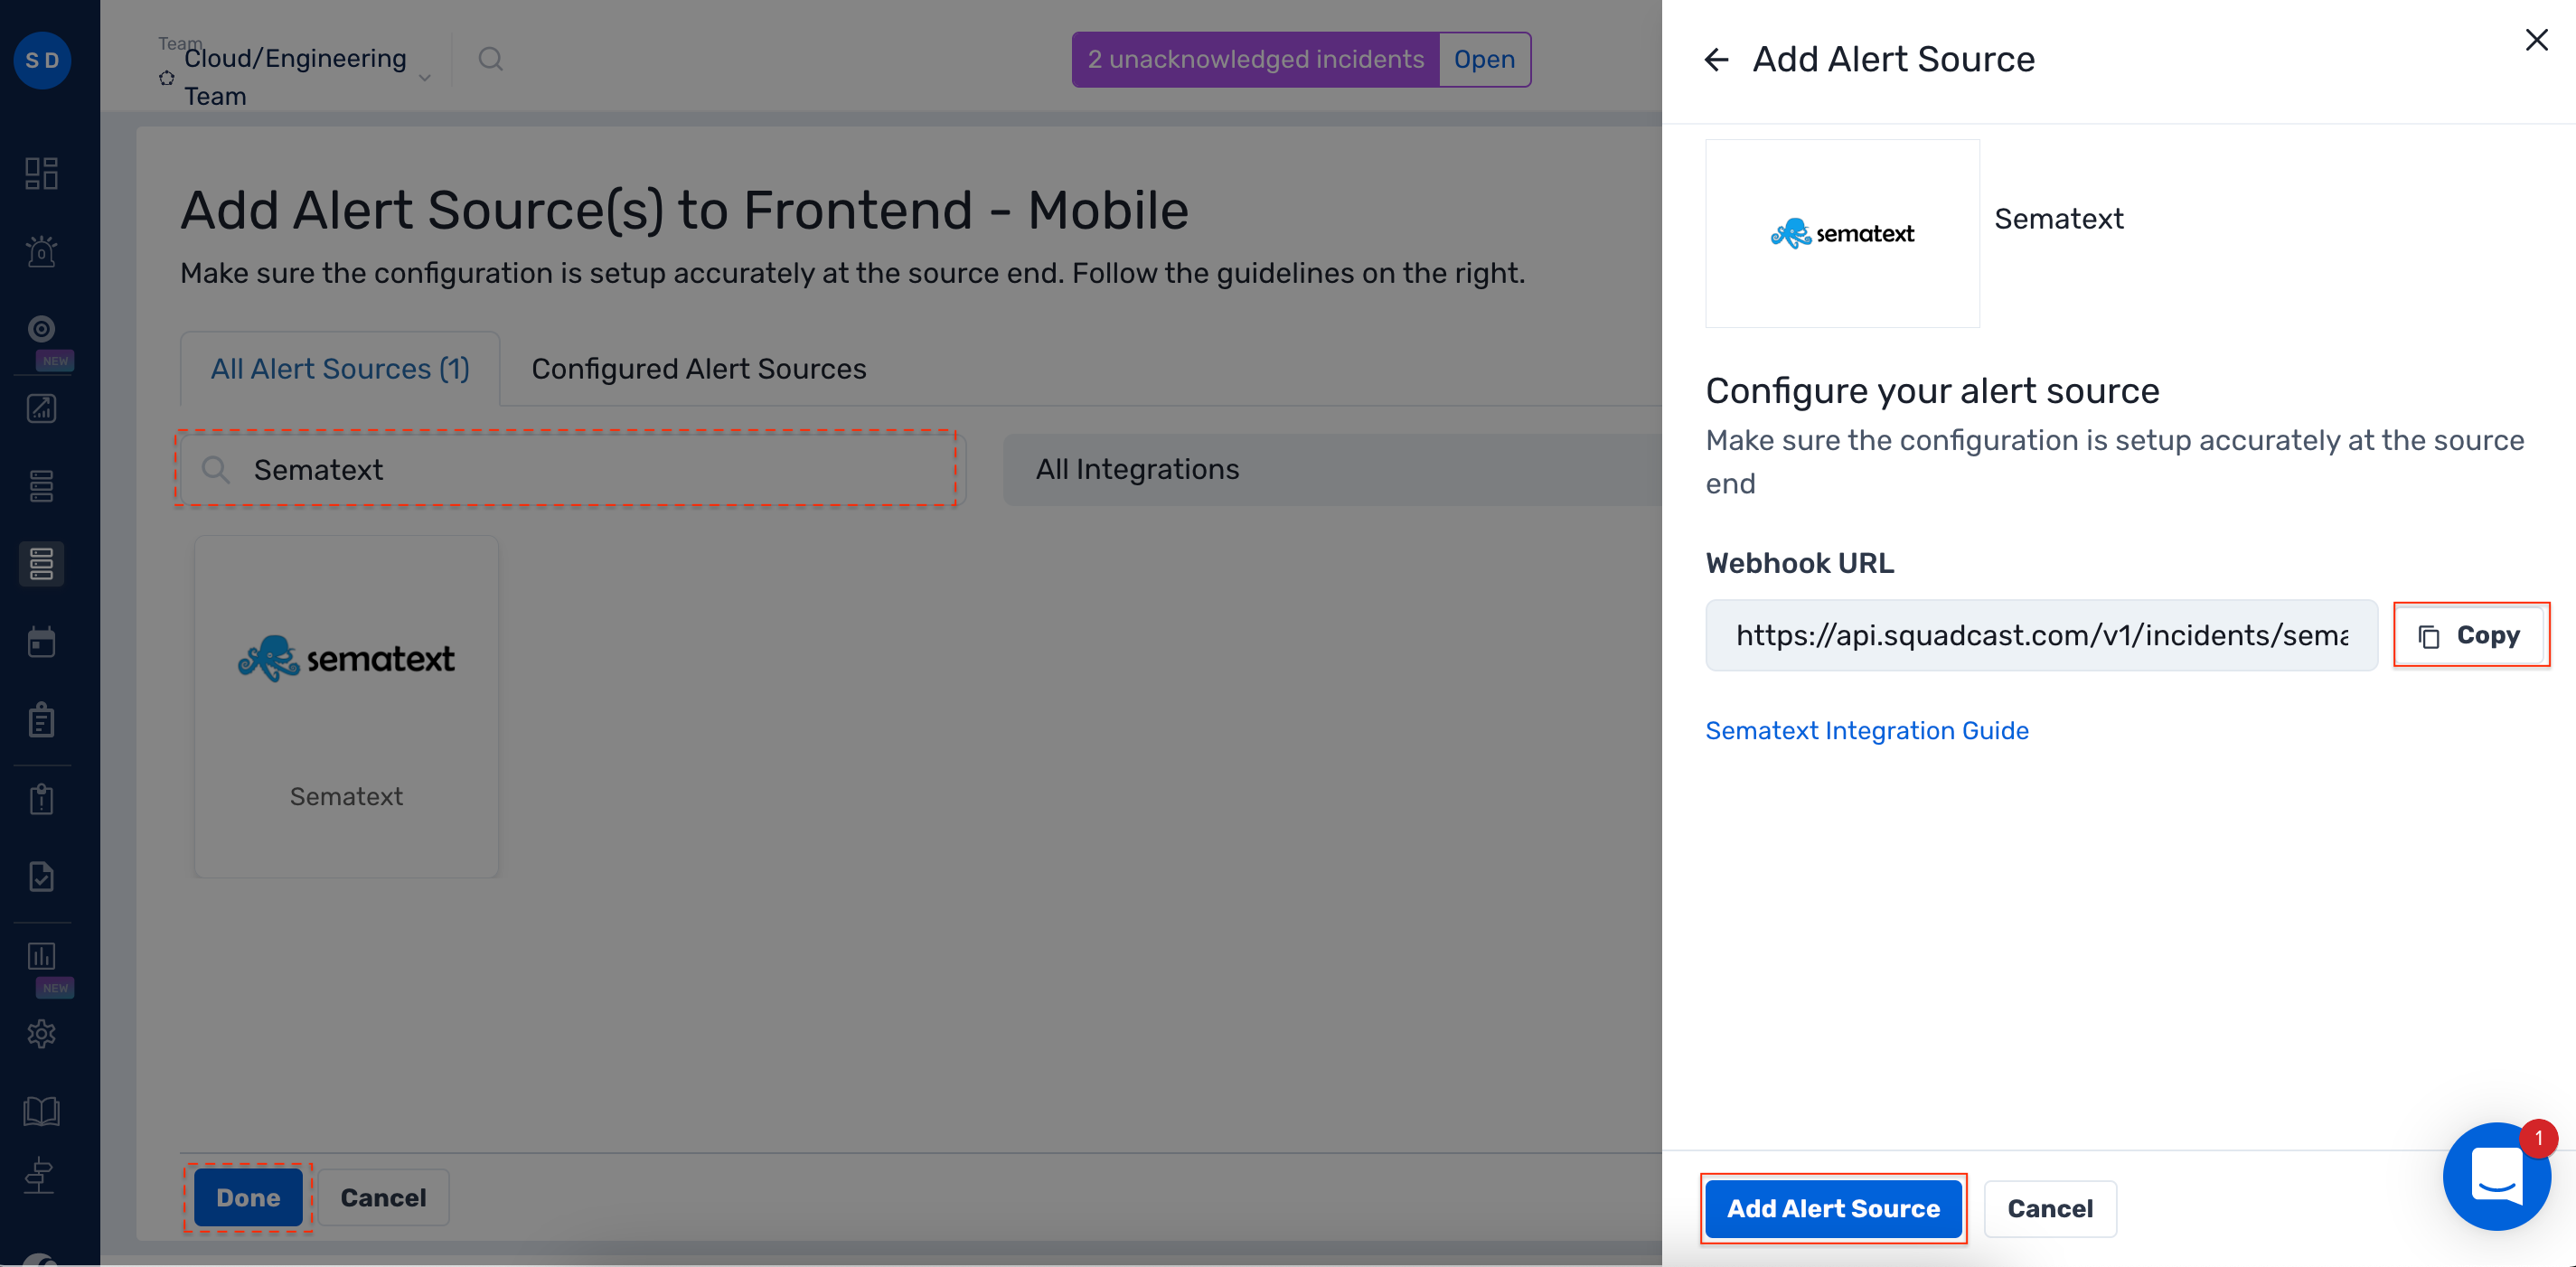 S D
Team
Cloud/Engineering
Team
2 unacknowledged incidents
Open
Add Alert Source(s) to Frontend - Mobile
Make sure the configuration is setup accurately at the source end. Follow the guidelines on the right.
All Alert Sources (1)
Configured Alert Sources
Sematext
All Integrations
sematext
Sematext
Done
Cancel
0
NEW
NEW
Add Alert Source
sematext
Sematext
Configure your alert source
Make sure the configuration is setup accurately at the source
end
Webhook URL
https://api.squadcast.com/v1/incidents/sema
Copy
Sematext Integration Guide
Add Alert Source
Cancel
1